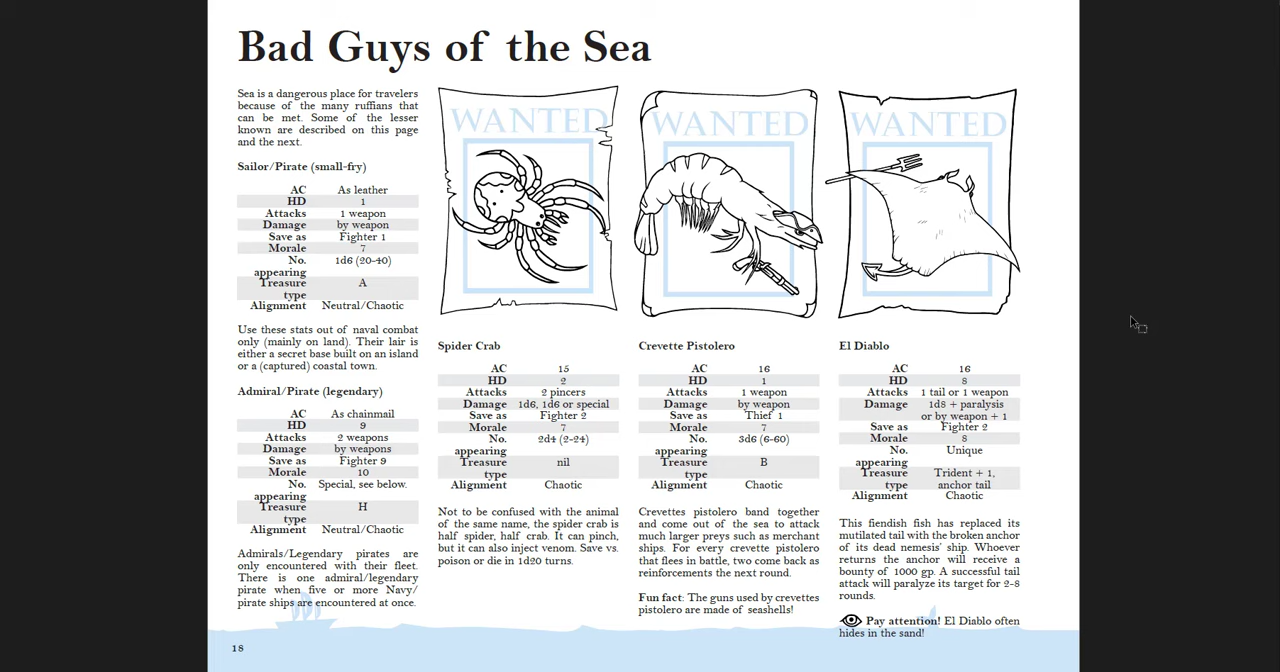 Bad Guys of the Sea
Sea is a dangerous place for travelers
because of the many ruffians that
can be met. Some of the lesser
known are described on this page
and the next.
Sailor/Pirate (small-fry)
AC As leather
HD 1
Attacks 1 weapon
Damage by weapon
Save as Fighter 1
Morale 7
No. 1d6 (20-40)
appearing
Treasure A
type
Alignment Neutral/Chaotic
Use these stats out of naval combat
only (mainly on land). Their lair is
either a secret base built on an island
or a (captured) coastal town.
Admiral/Pirate (legendary)
AC As chainmail
HD 9
Attacks 2 weapons
Damage by weapons
Save as Fighter 9
Morale 10
No. Special, see below.
appearing
Treasure H
type
Alignment Neutral/Chaotic
Admirals/Legendary pirates are
only encountered with their fleet.
There is one admiral/legendary
pirate when five or more Navy/
pirate ships are encountered at once.
WANTED
Spider Crab
AC 15
HD 2
Attacks 2 pincers
Damage 1d6, 1d6 or special
Save as Fighter 2
Morale 7
No. 2d4 (2-24)
appearing
Treasure nil
type
Alignment Chaotic
Not to be confused with the animal
of the same name, the spider crab is
half spider, half crab. It can pinch,
but it can also inject venom. Save vs.
poison or die in 1d20 turns.
WANTED
Crevette Pistolero
AC 16
HD 1
Attacks 1 weapon
Damage by weapon
Save as Thief 1
Morale 7
No. 3d6 (6-60)
appearing
Treasure B
type
Alignment Chaotic
Crevettes pistolero band together
and come out of the sea to attack
much larger preys such as merchant
ships. For every crevette pistolero
that flees in battle, two come back as
reinforcements the next round.
Fun fact: The guns used by crevettes
pistolero are made of seashells!
WANTED
El Diablo
AC 16
HD 8
Attacks 1 tail or 1 weapon
Damage 1d8 + paralysis
or by weapon + 1
Save as Fighter 2
Morale 8
No. Unique
appearing
Treasure Trident + 1,
type anchor tail
Alignment Chaotic
This fiendish fish has replaced its
mutilated tail with the broken anchor
of its dead nemesis' ship. Whoever
returns the anchor will receive a
bounty of 1000 gp. A successful tail
attack will paralyze its target for 2-8
rounds.
Pay attention! El Diablo often
hides in the sand!
18